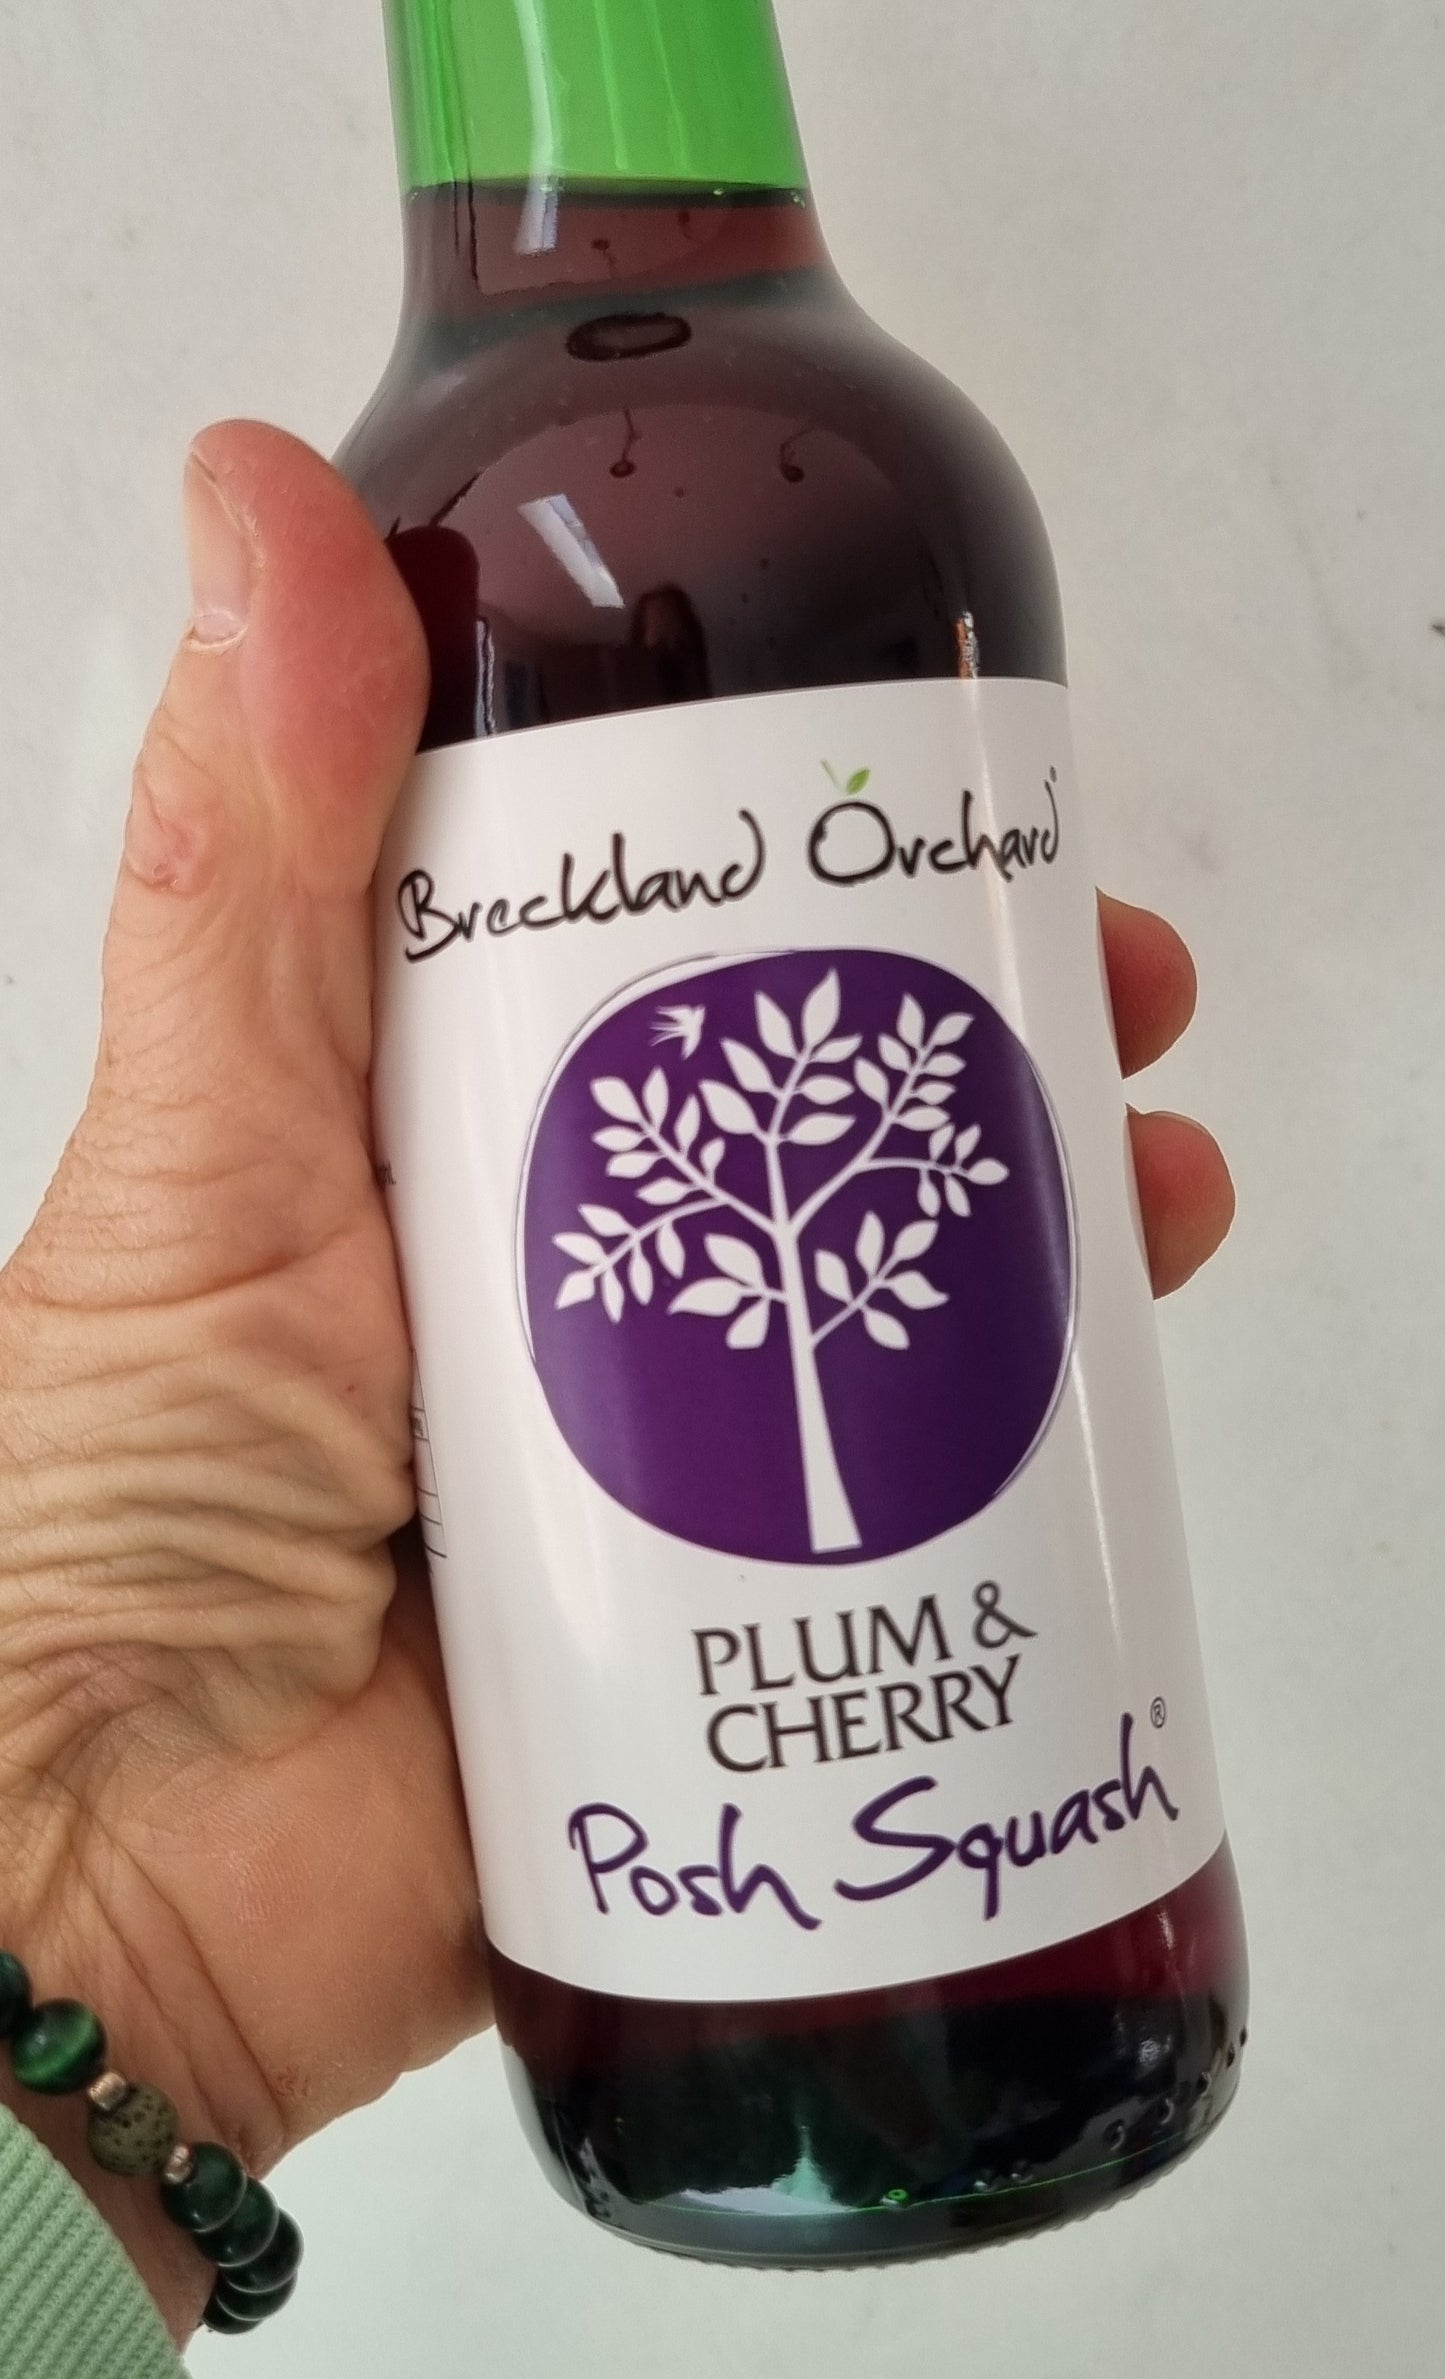 Breckland Orchard
PLUM &
CHERRY
Posh Squash®